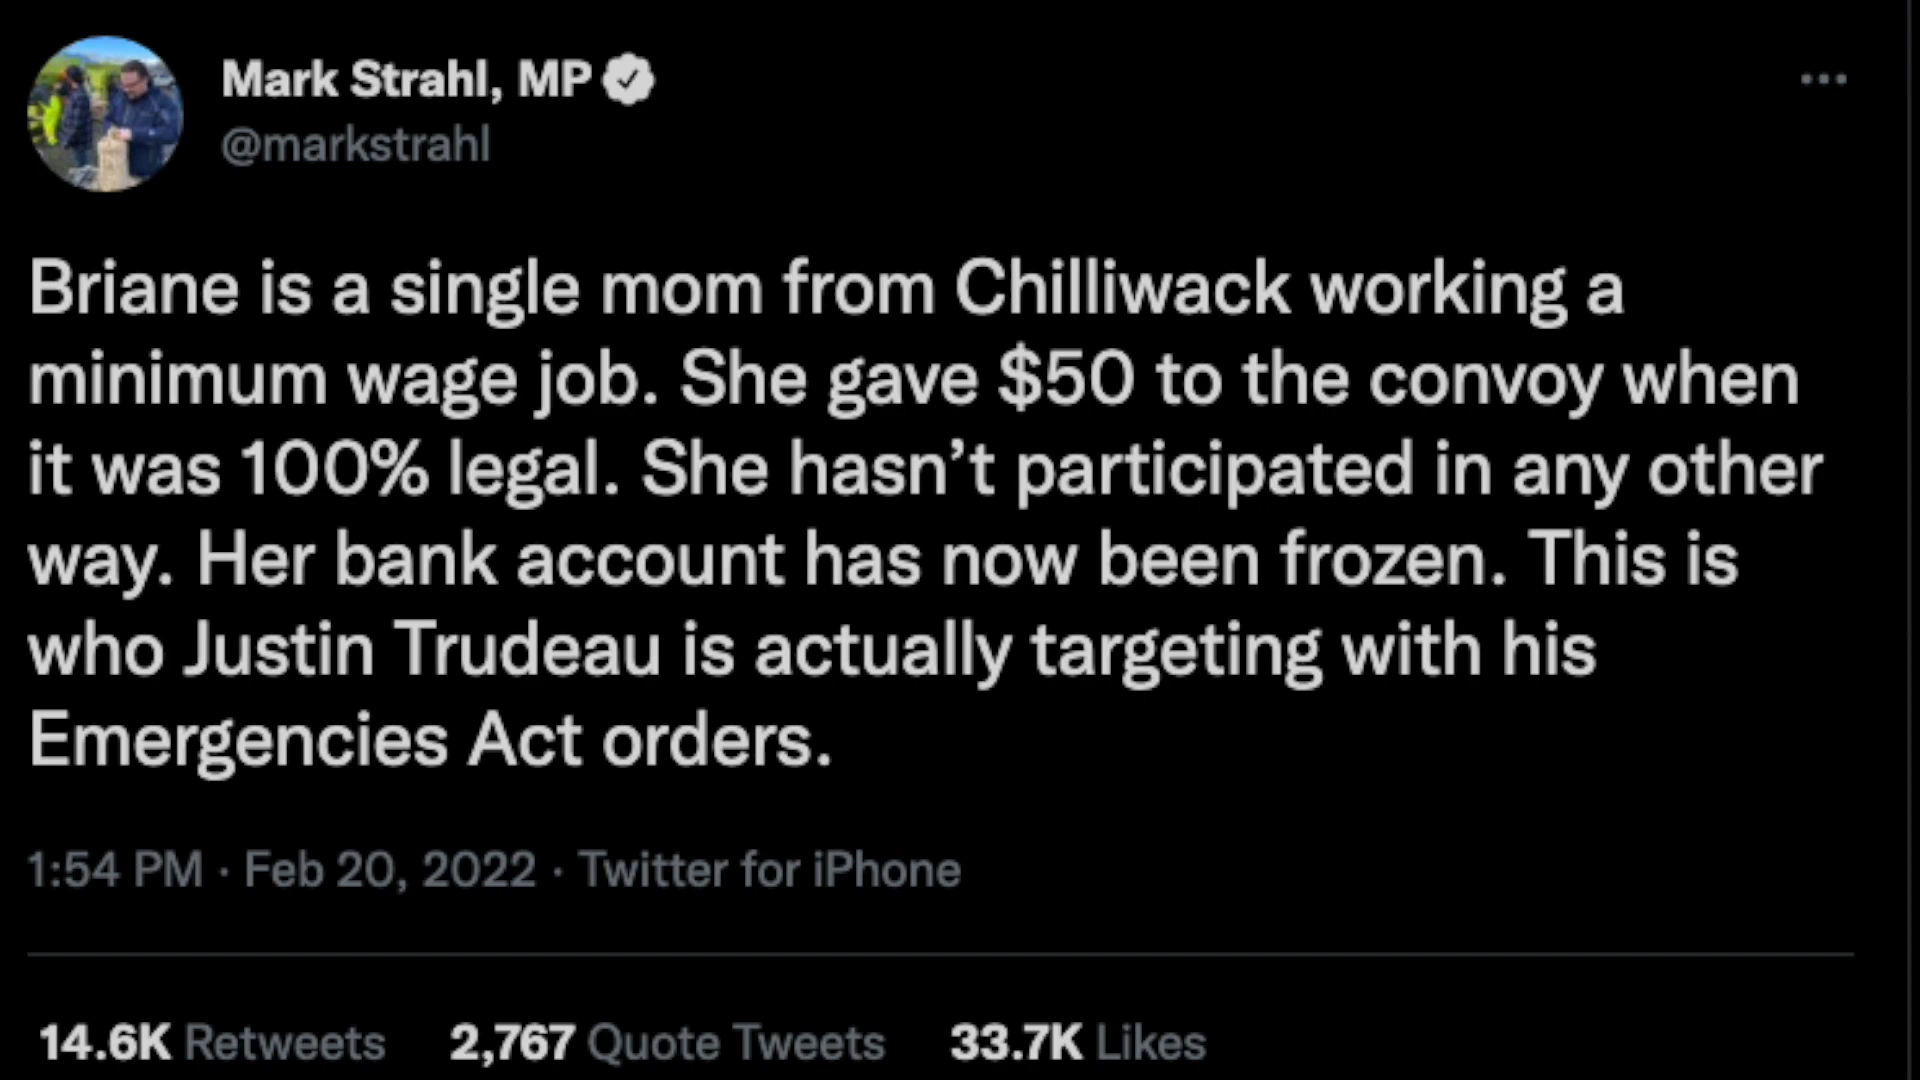 Mark Strahl, MP
@markstrahl
Briane is a single mom from Chilliwack working a
minimum wage job. She gave $50 to the convoy when
it was 100% legal. She hasn’t participated in any other
way. Her bank account has now been frozen. This is
who Justin Trudeau is actually targeting with his
Emergencies Act orders.
1:54 PM · Feb 20, 2022 · Twitter for iPhone
14.6K Retweets 2,767 Quote Tweets 33.7K Likes